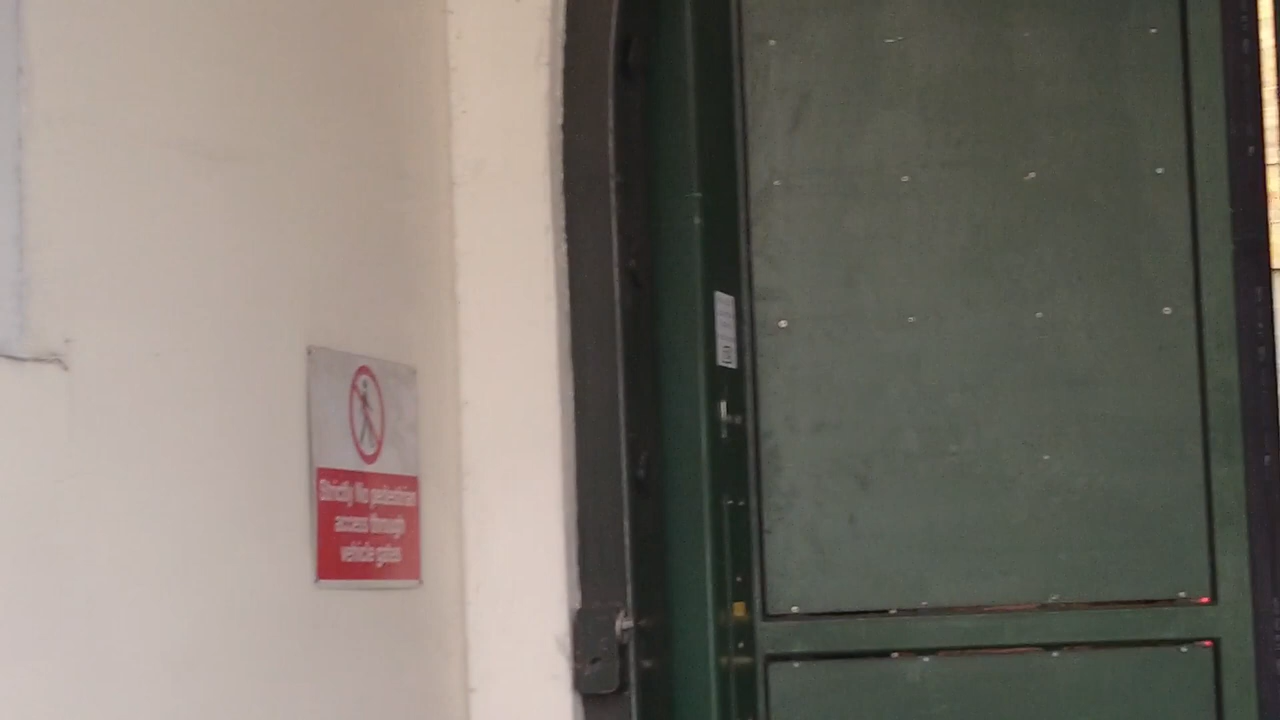 Strictly No pedestrian
access through
vehicle gates